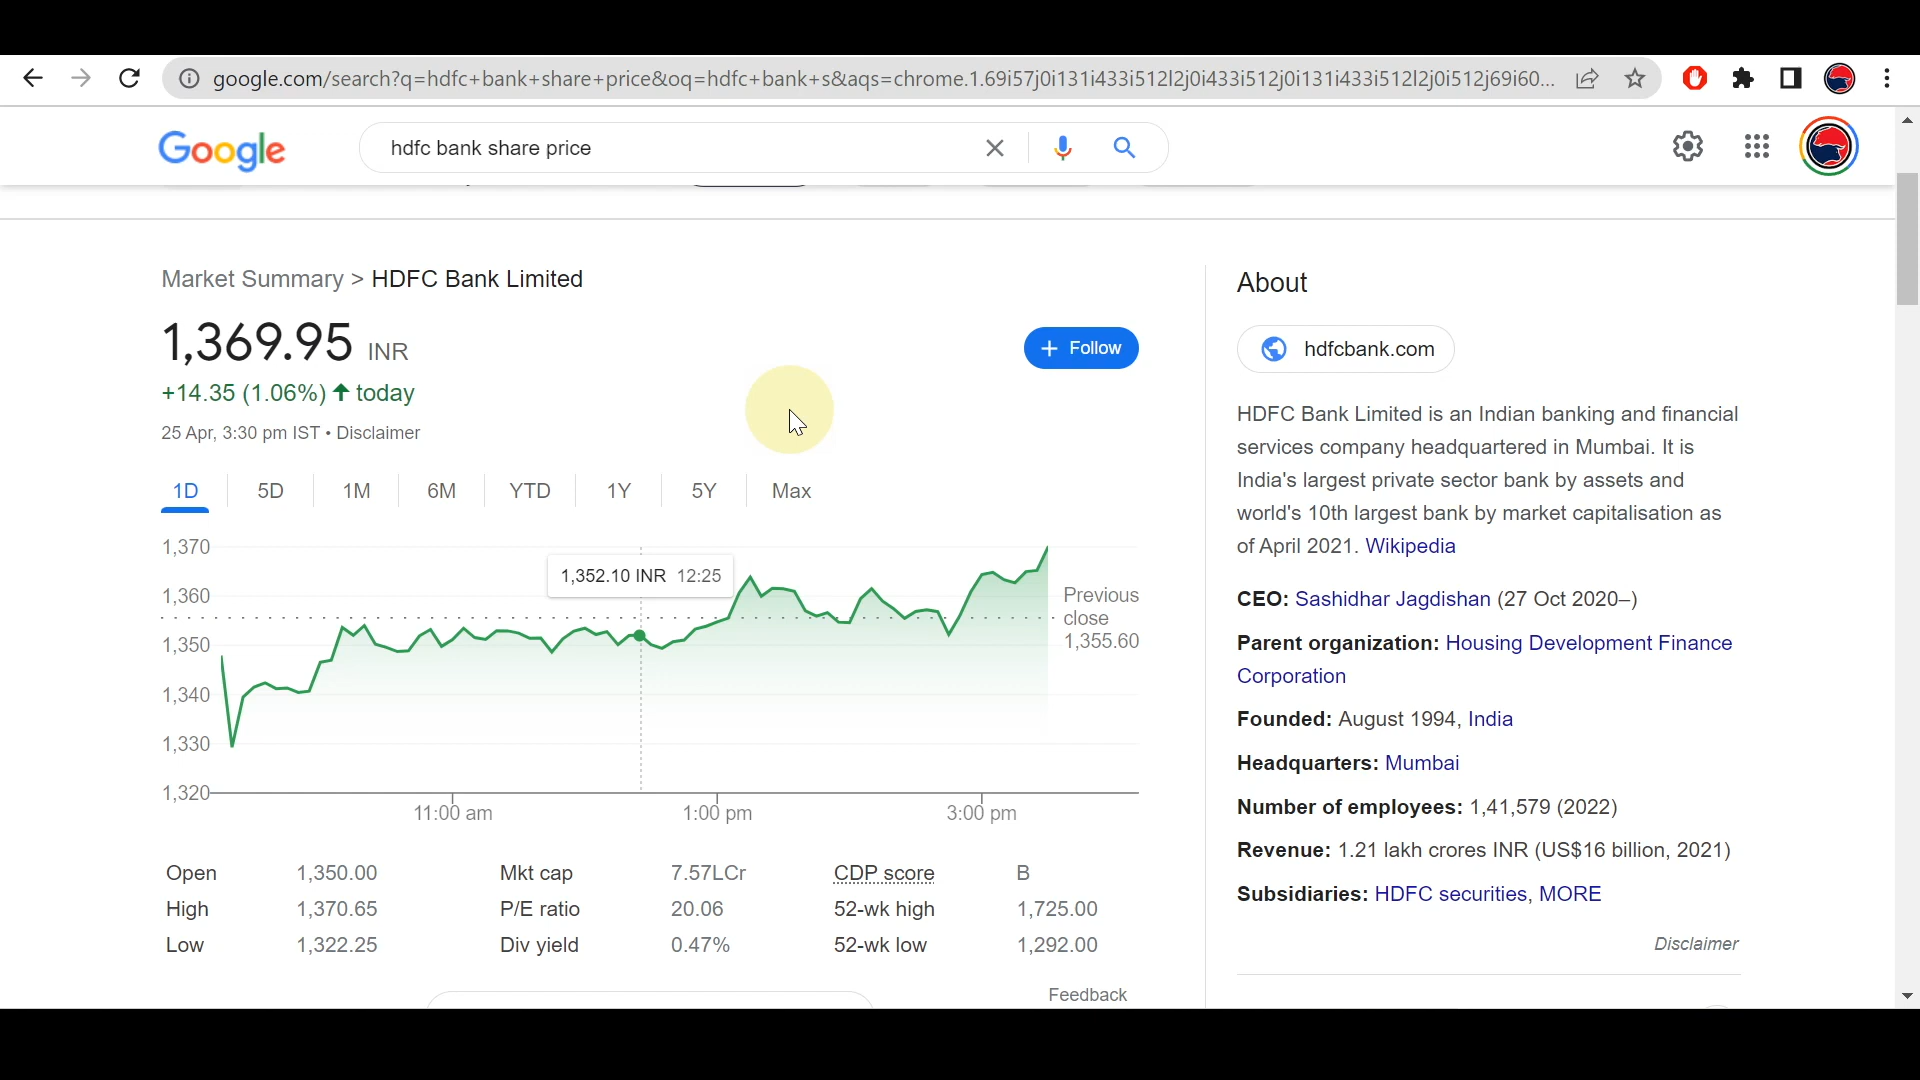 google.com/search?q=hdfc+bank+share+price&oq=hdfc+bank+s&aqs=chrome.1.69i57j0i131i433i512l2j0i433i512j0i131i433i512l2j0i512j69i60...
Google
hdfc bank share price
Market Summary > HDFC Bank Limited
1,369.95 INR
+ Follow
+14.35 (1.06%) ↑ today
25 Apr, 3:30 pm IST • Disclaimer
1D 5D 1M 6M YTD 1Y 5Y Max
1,370
1,360
1,350
1,340
1,330
1,320
1,352.10 INR 12:25
Previous
close
1,355.60
11:00 am 1:00 pm 3:00 pm
Open 1,350.00 Mkt cap 7.57LCr CDP score B
High 1,370.65 P/E ratio 20.06 52-wk high 1,725.00
Low 1,322.25 Div yield 0.47% 52-wk low 1,292.00
Feedback
About
hdfcbank.com
HDFC Bank Limited is an Indian banking and financial
services company headquartered in Mumbai. It is
India's largest private sector bank by assets and
world's 10th largest bank by market capitalisation as
of April 2021. Wikipedia
CEO: Sashidhar Jagdishan (27 Oct 2020–)
Parent organization: Housing Development Finance
Corporation
Founded: August 1994, India
Headquarters: Mumbai
Number of employees: 1,41,579 (2022)
Revenue: 1.21 lakh crores INR (US$16 billion, 2021)
Subsidiaries: HDFC securities, MORE
Disclaimer